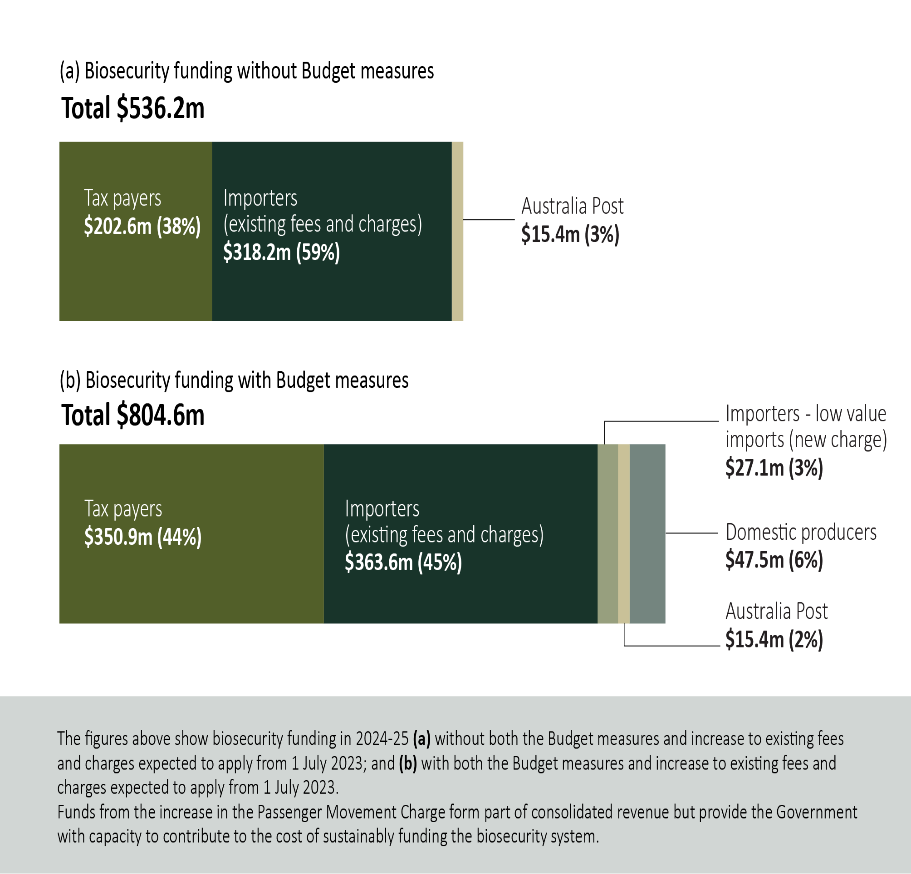 (a) Biosecurity funding without Budget measures
Total $536.2m
Tax payers
$202.6m (38%)
Importers
(existing fees and charges)
$318.2m (59%)
Australia Post
$15.4m (3%)
(b) Biosecurity funding with Budget measures
Total $804.6m
Tax payers
$350.9m (44%)
Importers
(existing fees and charges)
$363.6m (45%)
Importers - low value
imports (new charge)
$27.1m (3%)
Domestic producers
$47.5m (6%)
Australia Post
$15.4m (2%)
The figures above show biosecurity funding in 2024-25 (a) without both the Budget measures and increase to existing fees
and charges expected to apply from 1 July 2023; and (b) with both the Budget measures and increase to existing fees and
charges expected to apply from 1 July 2023.
Funds from the increase in the Passenger Movement Charge form part of consolidated revenue but provide the Government
with capacity to contribute to the cost of sustainably funding the biosecurity system.